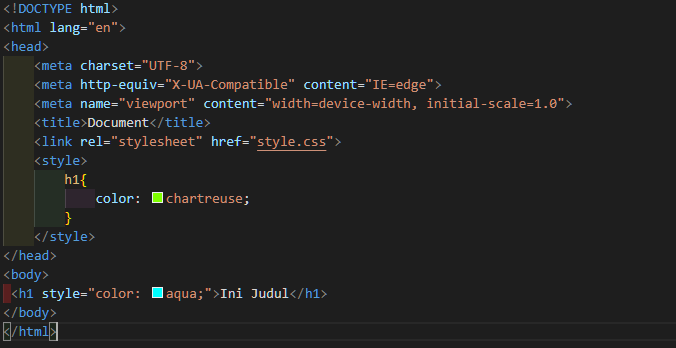 <!DOCTYPE html>
<html lang="en">
<head>
    <meta charset="UTF-8">
    <meta http-equiv="X-UA-Compatible" content="IE=edge">
    <meta name="viewport" content="width=device-width, initial-scale=1.0">
    <title>Document</title>
    <link rel="stylesheet" href="style.css">
    <style>
        h1{
            color: chartreuse;
        }
    </style>
</head>
<body>
 <h1 style="color: aqua;">Ini Judul</h1>
</body>
</html>